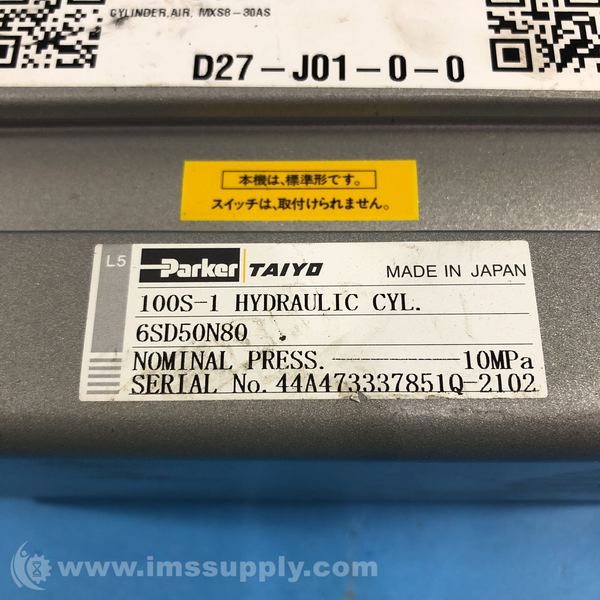 CYLINDER,AIR, MXS8-30AS
D27-J01-0-0
本機は、標準形です。
スイッチは、取付けられません。
L5
Parker TAIYO MADE IN JAPAN
100S-1 HYDRAULIC CYL.
6SD50N80
NOMINAL PRESS. 10MPa
SERIAL No. 44A473337851Q-2102
www.imssupply.com